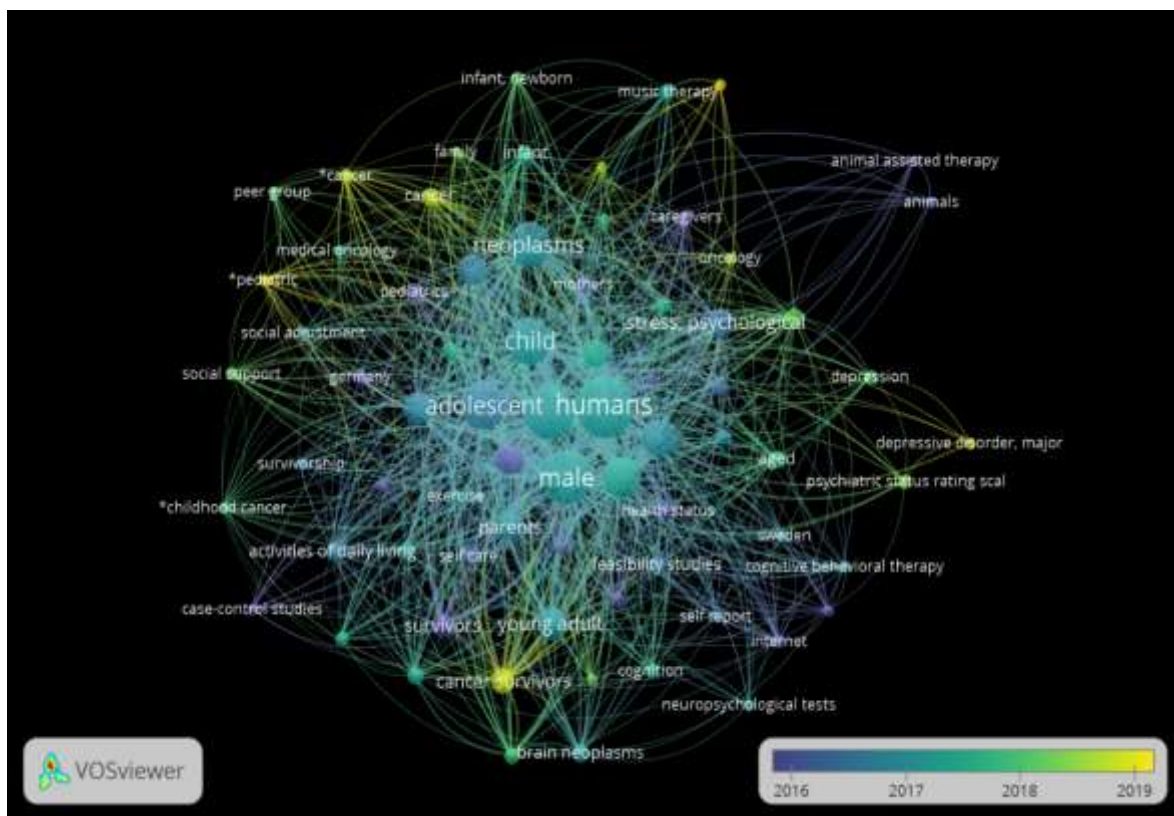 infant, newborn
music therapy
family
infant
animal assisted therapy
*cancer
peer group
cancer
animals
caregivers
neoplasms
medical oncology
oncology
*pediatric
pediatrics
mothers
social adjustment
stress, psychological
child
social support
germany
depression
adolescent
humans
depressive disorder, major
survivorship
aged
male
psychiatric status rating scal
exercise
*childhood cancer
health status
parents
sweden
activities of daily living
self care
feasibility studies
cognitive behavioral therapy
case-control studies
survivors
young adult
self report
internet
cancer survivors
cognition
neuropsychological tests
brain neoplasms
VOSviewer
2016
2017
2018
2019